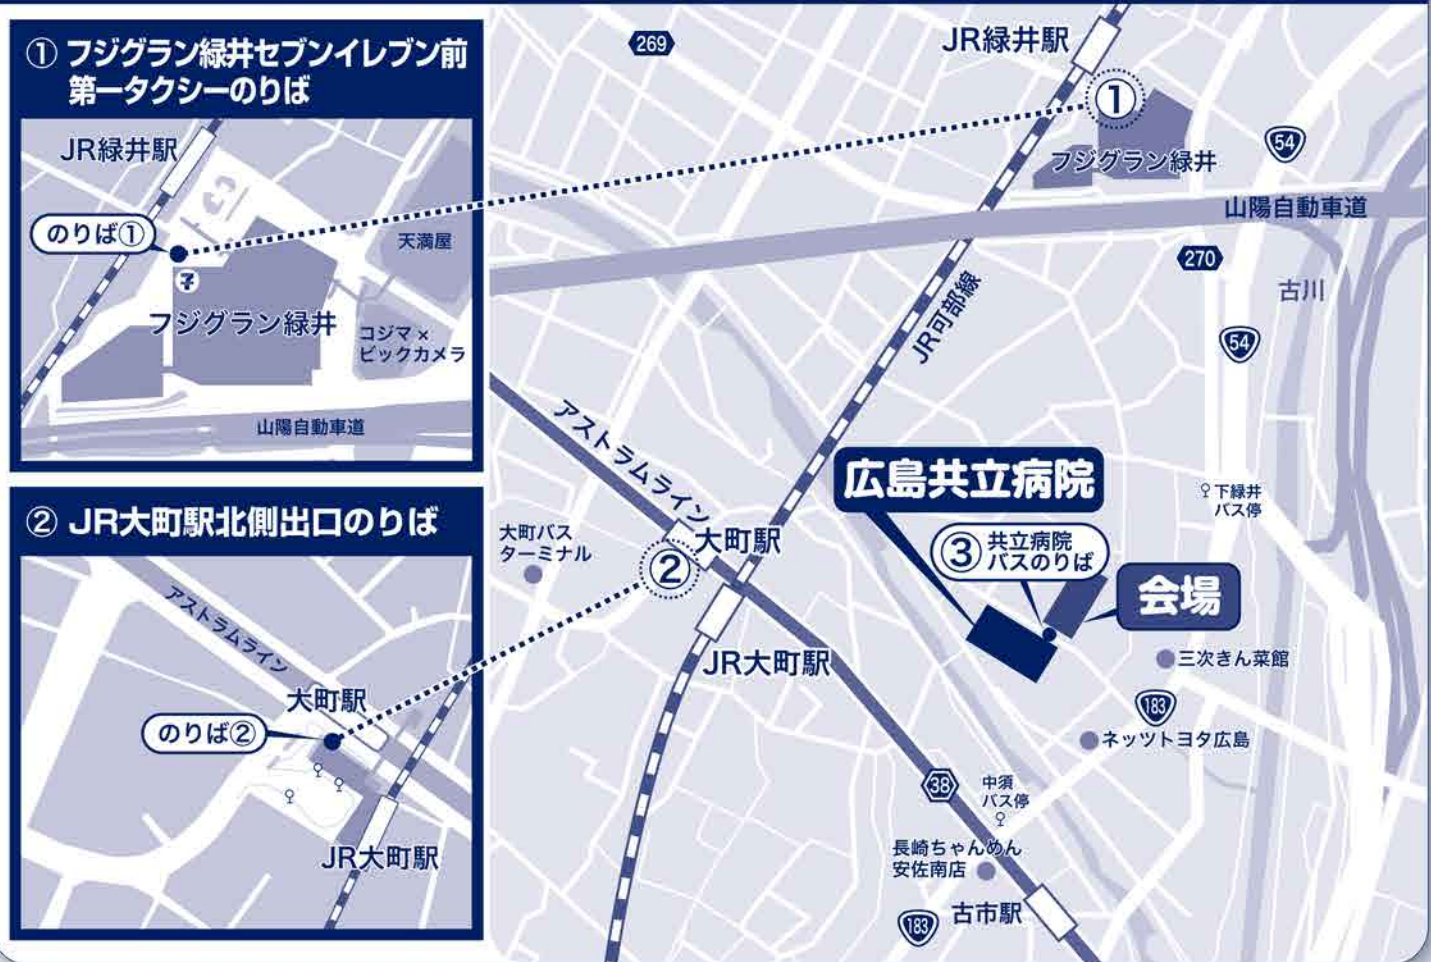 ① フジグラン緑井セブンイレブン前
第一タクシーのりば
JR緑井駅
のりば①
天満屋
フジグラン緑井
コジマ×
ビックカメラ
山陽自動車道
② JR大町駅北側出口のりば
アストラムライン
大町駅
のりば②
JR大町駅
269
JR緑井駅
①
フジグラン緑井
54
山陽自動車道
270
古川
54
JR可部線
アストラムライン
広島共立病院
下緑井
バス停
大町バス
ターミナル
大町駅
②
③ 共立病院
バスのりば
会場
JR大町駅
三次きん菜館
183
ネッツトヨタ広島
38
中須
バス停
長崎ちゃんめん
安佐南店
古市駅
183